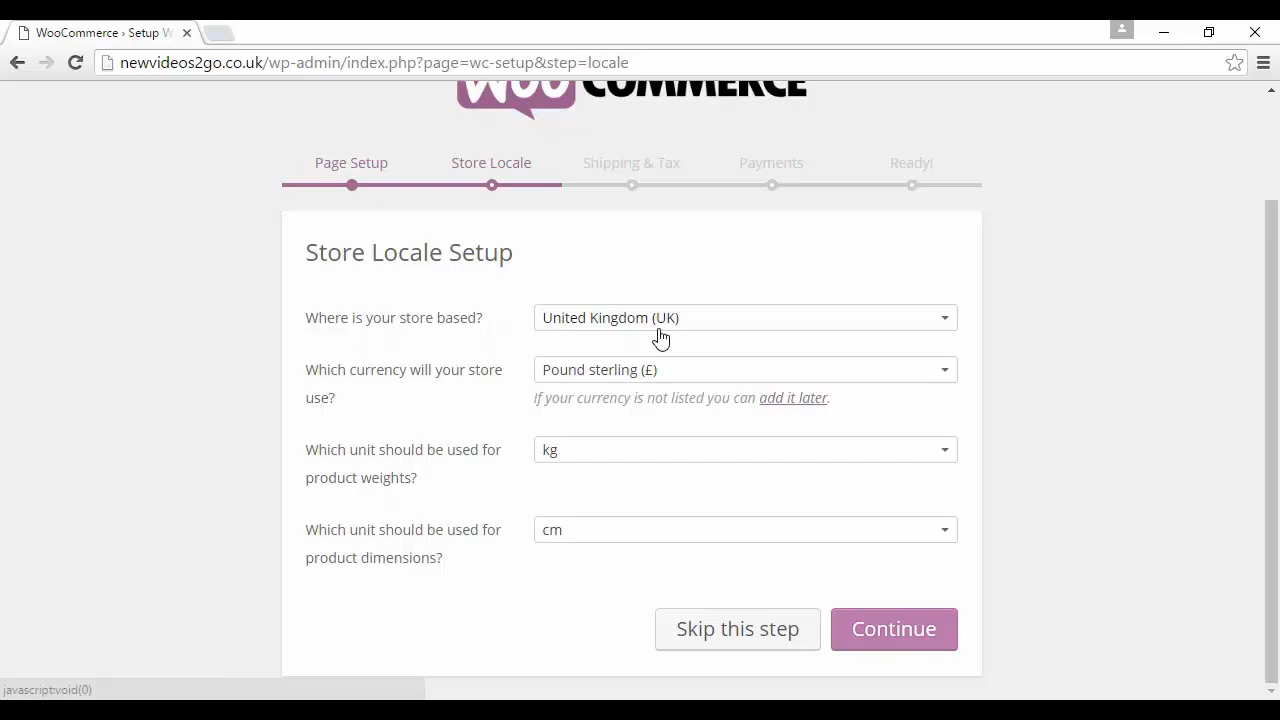 WooCommerce › Setup W
newvideos2go.co.uk/wp-admin/index.php?page=wc-setup&step=locale
WOO COMMERCE
Page Setup Store Locale Shipping & Tax Payments Ready!
Store Locale Setup
Where is your store based? United Kingdom (UK)
Which currency will your store use? Pound sterling (£)
If your currency is not listed you can add it later.
Which unit should be used for product weights? kg
Which unit should be used for product dimensions? cm
Skip this step Continue
javascript:void(0)